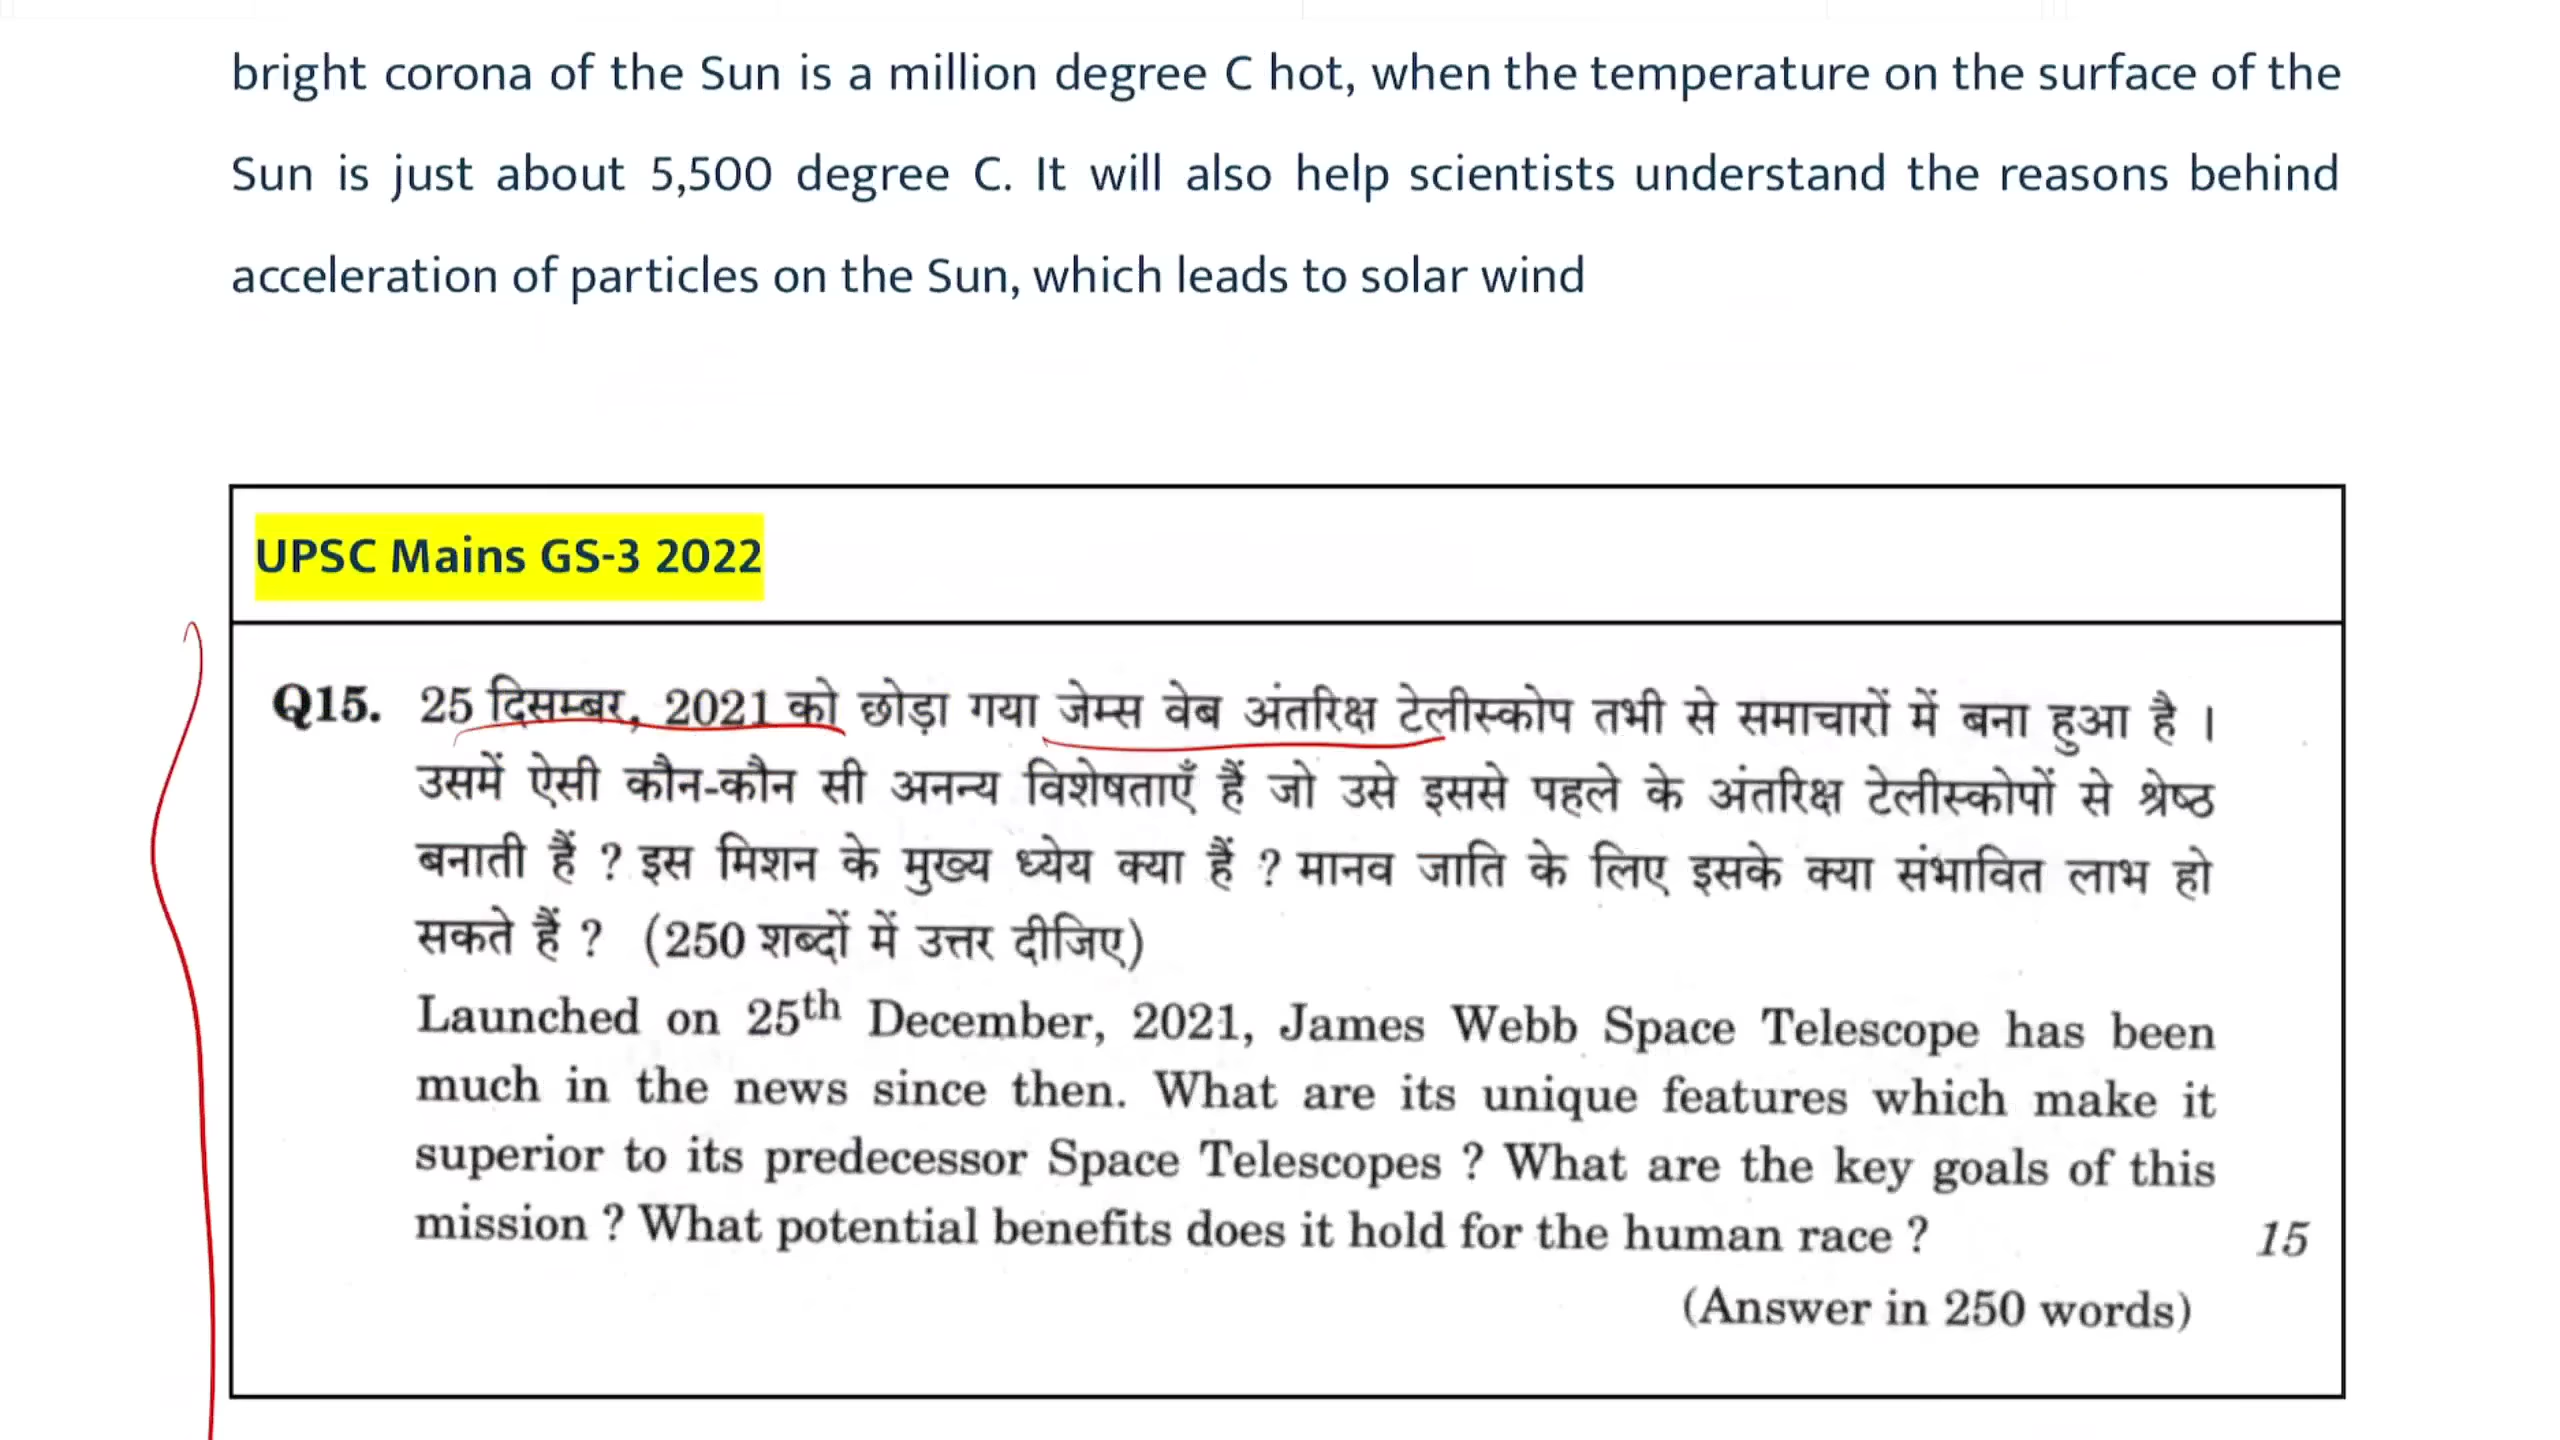 bright corona of the Sun is a million degree C hot, when the temperature on the surface of the
Sun is just about 5,500 degree C. It will also help scientists understand the reasons behind
acceleration of particles on the Sun, which leads to solar wind
UPSC Mains GS-3 2022
Q15. 25 दिसम्बर, 2021 को छोड़ा गया जेम्स वेब अंतरिक्ष टेलीस्कोप तभी से समाचारों में बना हुआ है ।
उसमें ऐसी कौन-कौन सी अनन्य विशेषताएँ हैं जो उसे इससे पहले के अंतरिक्ष टेलीस्कोपों से श्रेष्ठ
बनाती हैं ? इस मिशन के मुख्य ध्येय क्या हैं ? मानव जाति के लिए इसके क्या संभावित लाभ हो
सकते हैं ? (250 शब्दों में उत्तर दीजिए)
Launched on 25th December, 2021, James Webb Space Telescope has been
much in the news since then. What are its unique features which make it
superior to its predecessor Space Telescopes ? What are the key goals of this
mission ? What potential benefits does it hold for the human race ? 15
(Answer in 250 words)